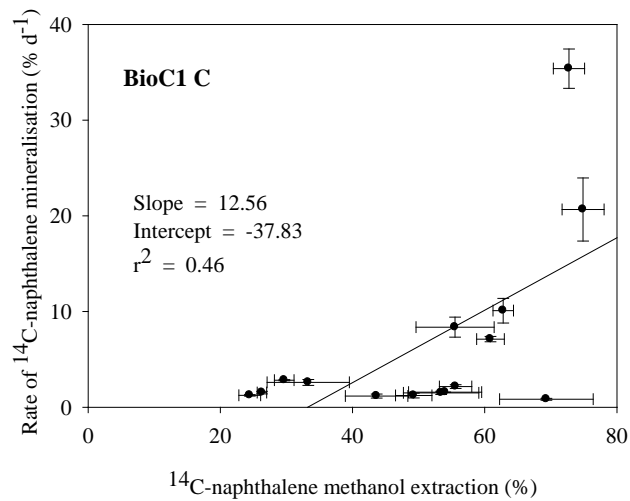 Rate of ¹⁴C-naphthalene mineralisation (% d⁻¹)
40
30
20
10
0
BioC1 C
Slope = 12.56
Intercept = -37.83
r² = 0.46
0 20 40 60 80
¹⁴C-naphthalene methanol extraction (%)